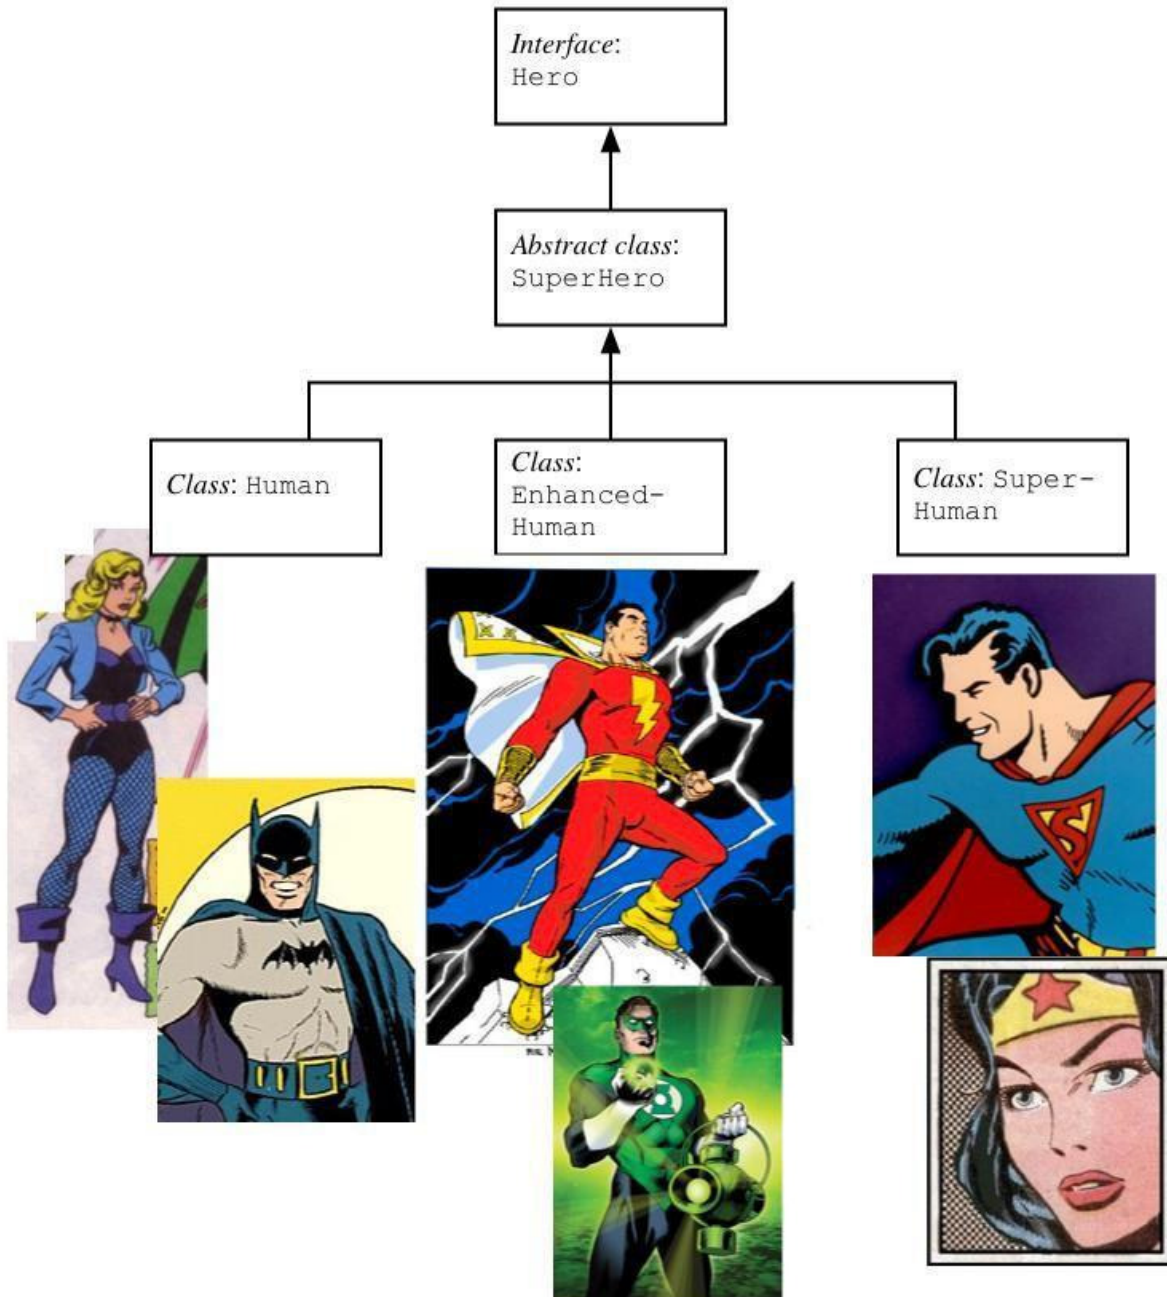 Interface:
Hero
Abstract class:
SuperHero
Class: Human
Class:
Enhanced-
Human
Class: Super-
Human
S